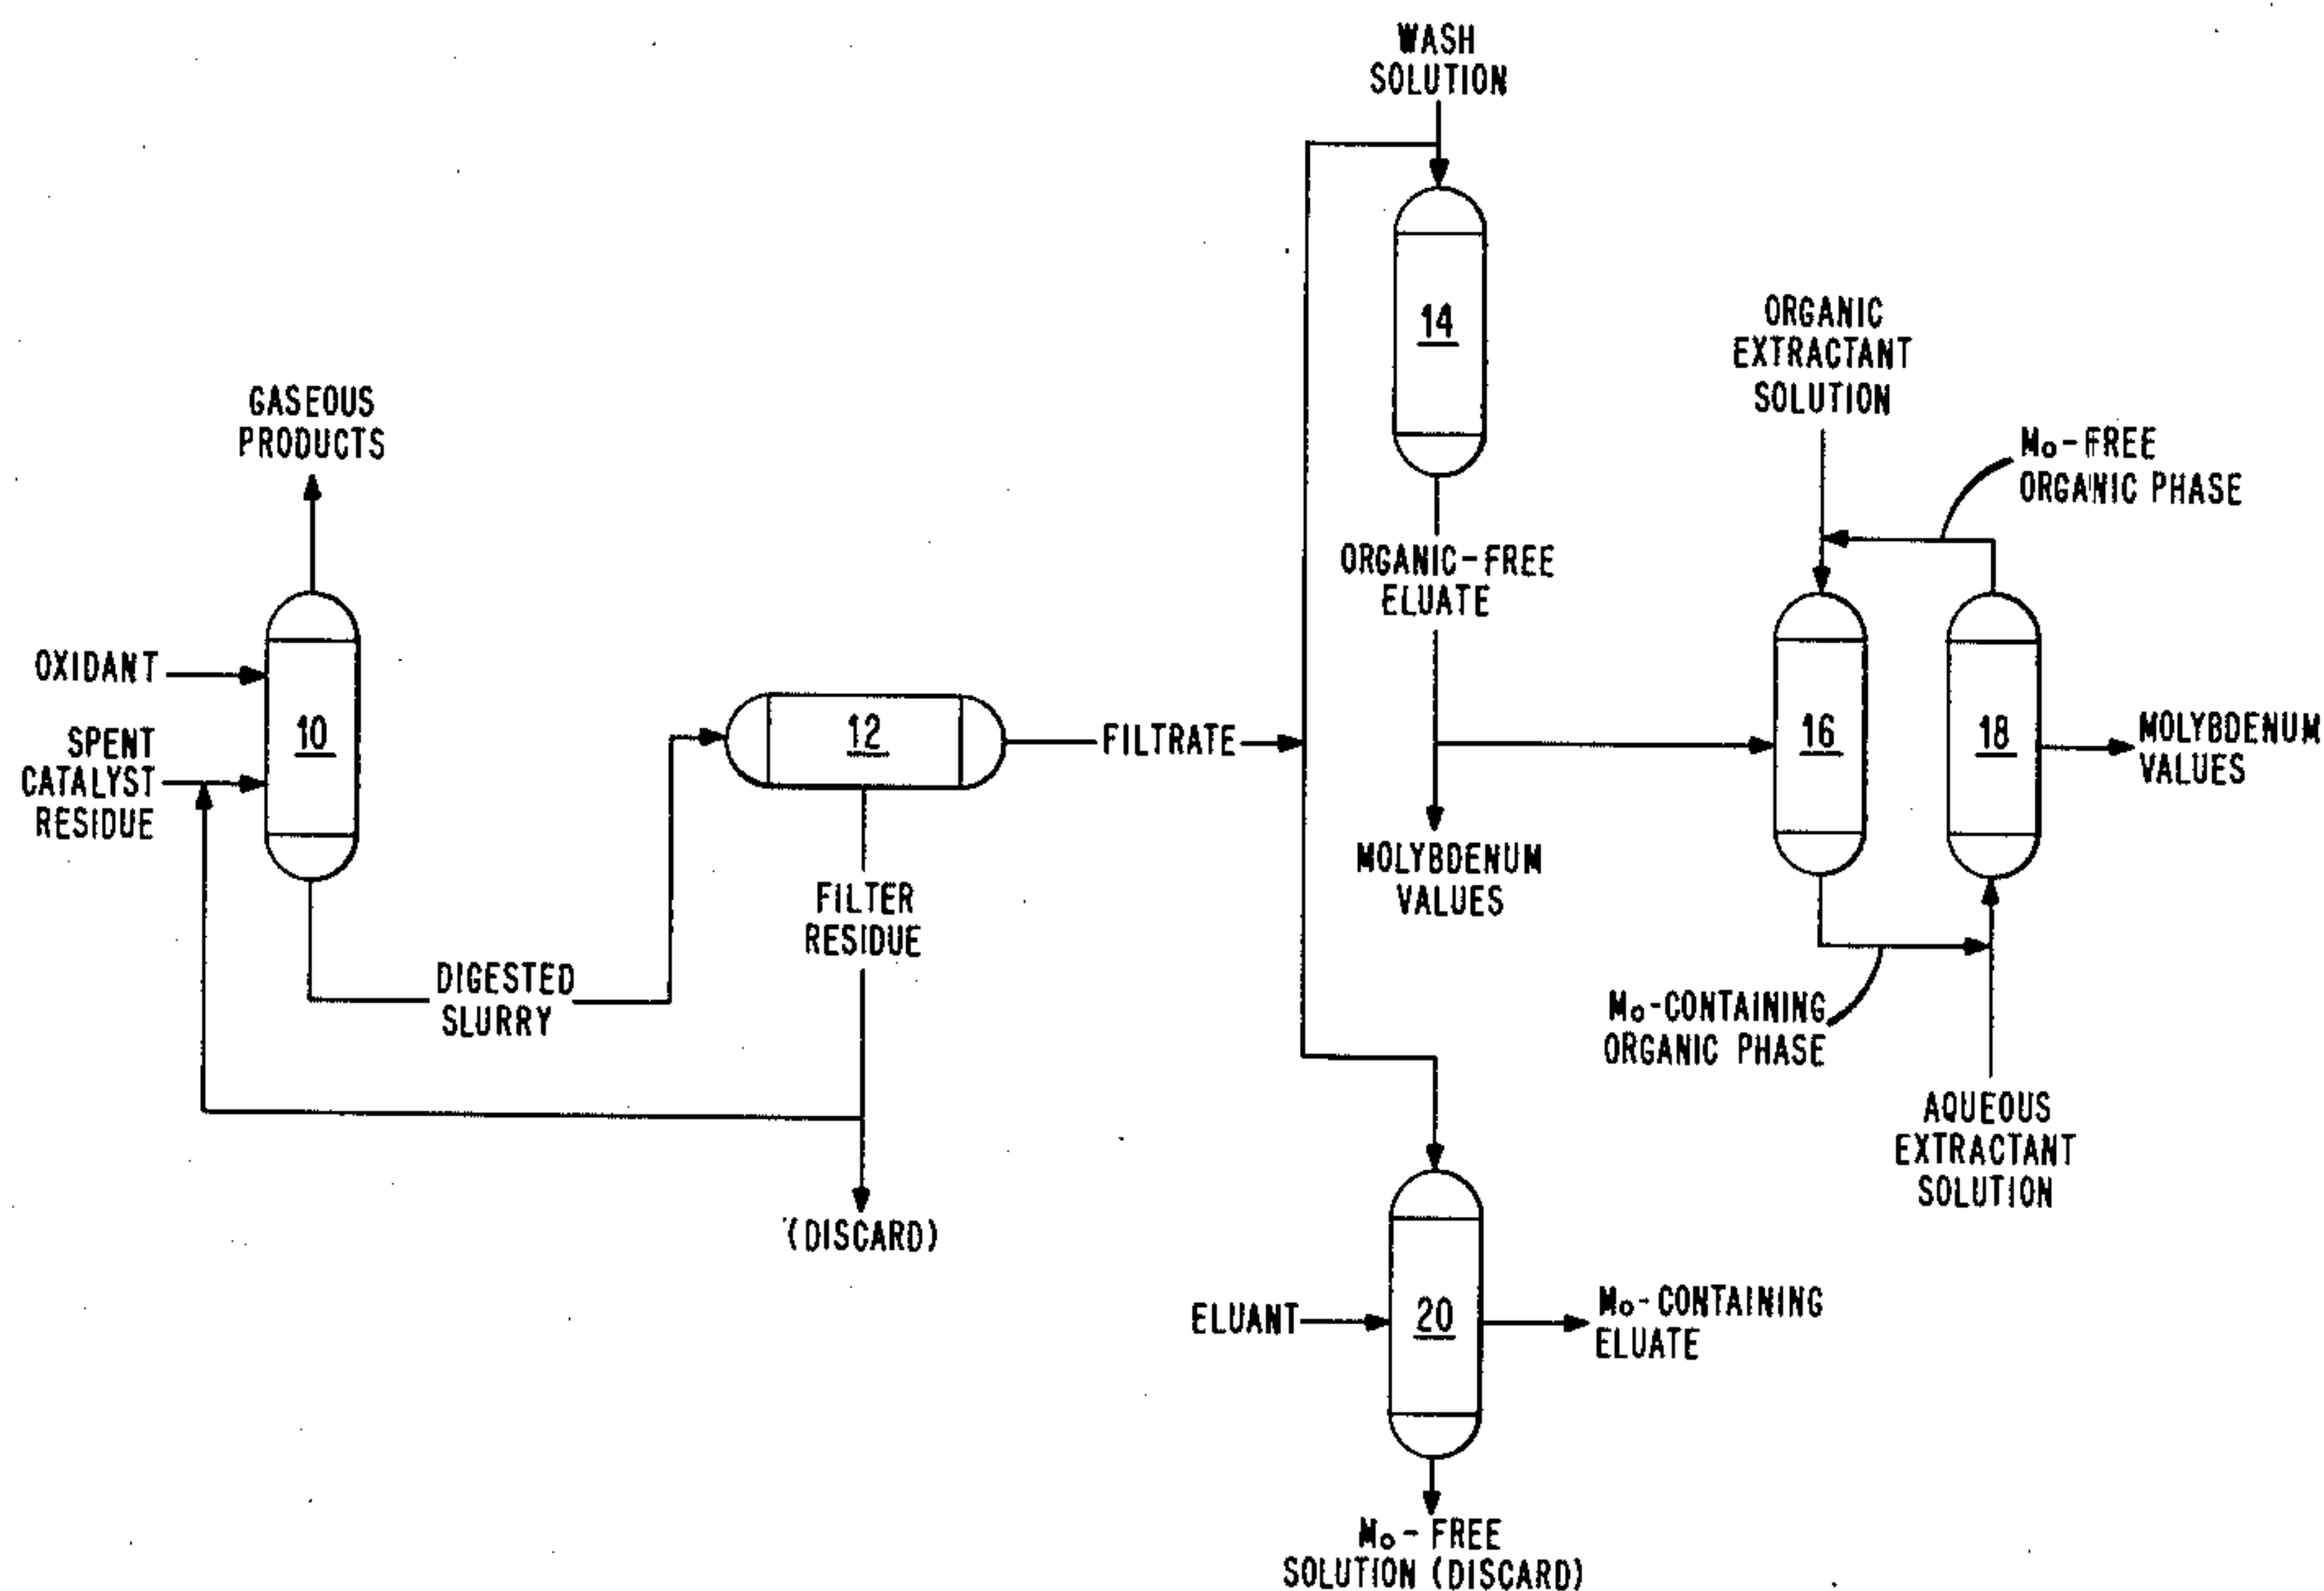 WASH
SOLUTION
14
ORGANIC
EXTRACTANT
SOLUTION
GASEOUS
PRODUCTS
Mo-FREE
ORGANIC PHASE
ORGANIC-FREE
ELUATE
OXIDANT
10
SPENT
CATALYST
RESIDUE
12
FILTRATE
16
18
MOLYBDENUM
VALUES
MOLYBDENUM
VALUES
FILTER
RESIDUE
DIGESTED
SLURRY
Mo-CONTAINING
ORGANIC PHASE
AQUEOUS
EXTRACTANT
SOLUTION
(DISCARD)
ELUANT
20
Mo-CONTAINING
ELUATE
Mo-FREE
SOLUTION (DISCARD)